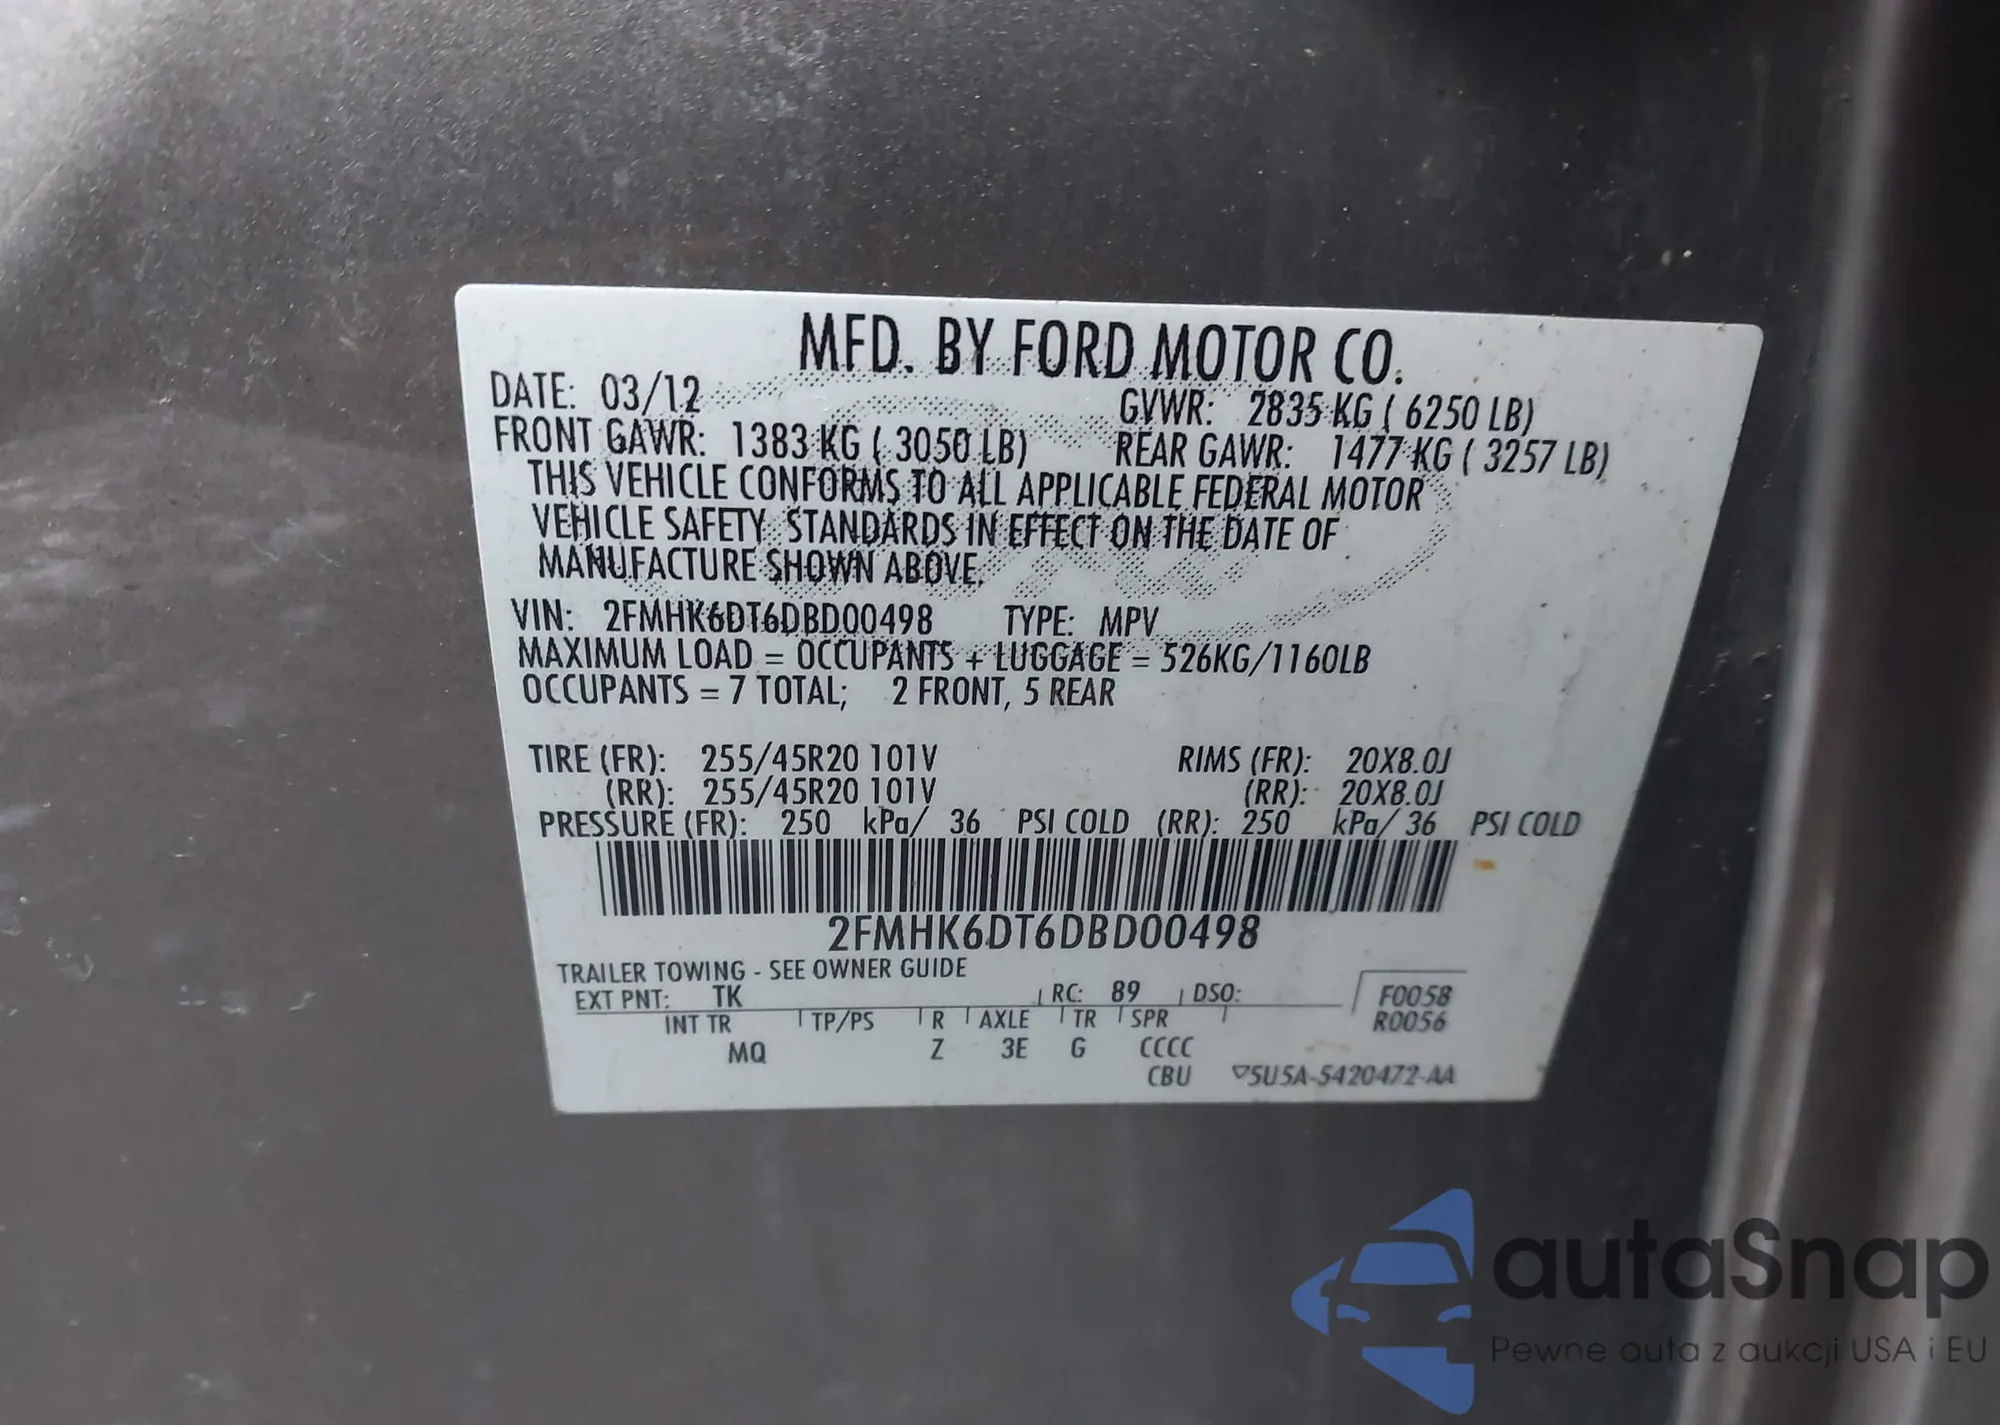 MFD. BY FORD MOTOR CO.
DATE: 03/12 GVWR: 2835 KG ( 6250 LB)
FRONT GAWR: 1383 KG ( 3050 LB) REAR GAWR: 1477 KG ( 3257 LB)
THIS VEHICLE CONFORMS TO ALL APPLICABLE FEDERAL MOTOR
VEHICLE SAFETY STANDARDS IN EFFECT ON THE DATE OF
MANUFACTURE SHOWN ABOVE.
VIN: 2FMHK6DT6DBD00498 TYPE: MPV
MAXIMUM LOAD = OCCUPANTS + LUGGAGE = 526KG/1160LB
OCCUPANTS = 7 TOTAL; 2 FRONT, 5 REAR
TIRE (FR): 255/45R20 101V RIMS (FR): 20X8.0J
(RR): 255/45R20 101V (RR): 20X8.0J
PRESSURE (FR): 250 kPa/ 36 PSI COLD (RR): 250 kPa/ 36 PSI COLD
2FMHK6DT6DBD00498
TRAILER TOWING - SEE OWNER GUIDE
EXT PNT: TK RC: 89 DSO: F0058
INT TR TP/PS R AXLE TR SPR R0056
MQ Z 3E G CCCC
CBU ▽5U5A-5420472-AA
autoSnap
Pewne auta z aukcji USA i EU